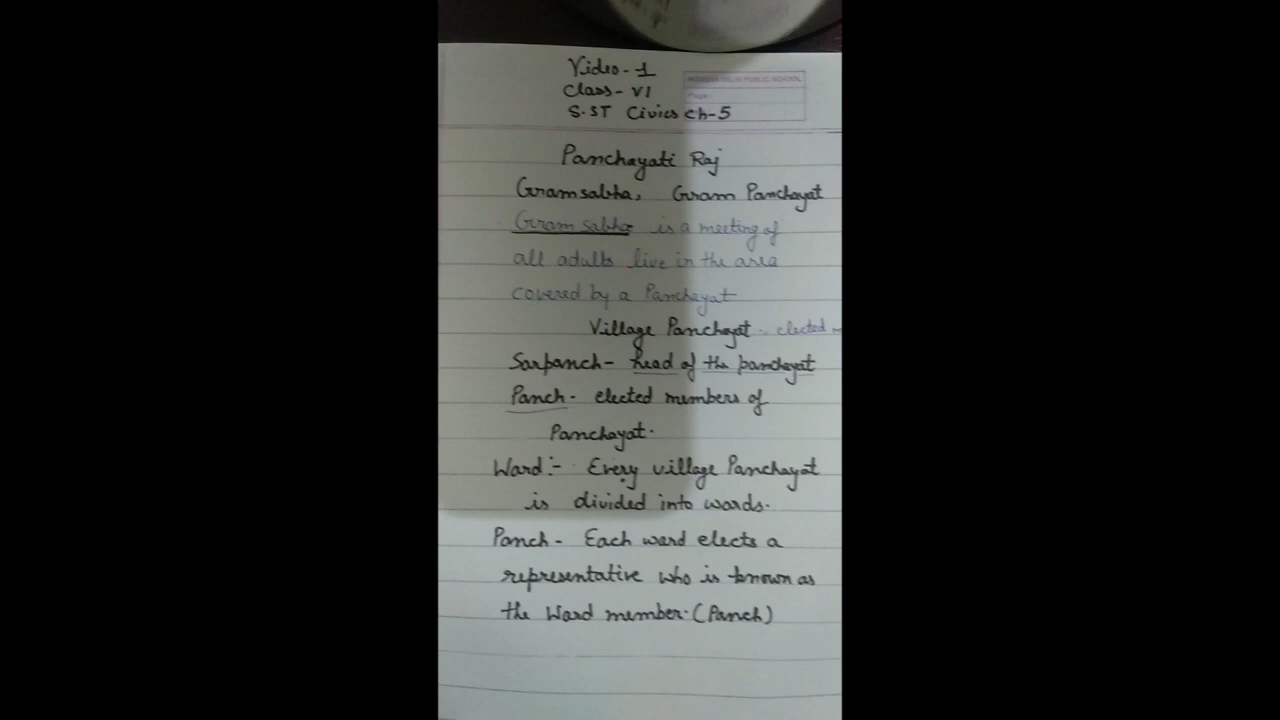 Video-1
Class-VI
S.ST Civics ch-5
PUBLIC SCHOOL
Panchayati Raj
Gramsabha, Gram Panchayat
Gram sabha is a meeting of
all adults live in the area
covered by a Panchayat
Village Panchayat - elected
Sarpanch- head of the panchayat
Panch- elected members of
Panchayat.
Ward:- Every village Panchayat
is divided into wards.
Panch- Each ward elects a
representative who is known as
the Ward member. (Panch)